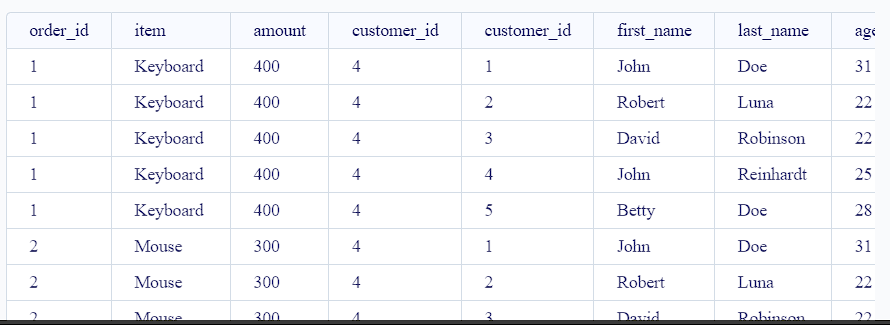 order_id item amount customer_id customer_id first_name last_name age
1 Keyboard 400 4 1 John Doe 31
1 Keyboard 400 4 2 Robert Luna 22
1 Keyboard 400 4 3 David Robinson 22
1 Keyboard 400 4 4 John Reinhardt 25
1 Keyboard 400 4 5 Betty Doe 28
2 Mouse 300 4 1 John Doe 31
2 Mouse 300 4 2 Robert Luna 22
2 Mouse 300 4 3 David Robinson 22